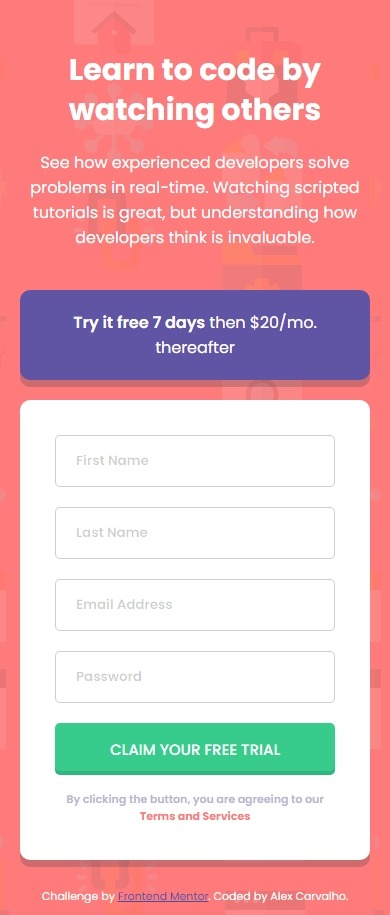 Learn to code by
watching others
See how experienced developers solve
problems in real-time. Watching scripted
tutorials is great, but understanding how
developers think is invaluable.
Try it free 7 days then $20/mo.
thereafter
First Name
Last Name
Email Address
Password
CLAIM YOUR FREE TRIAL
By clicking the button, you are agreeing to our
Terms and Services
Challenge by Frontend Mentor. Coded by Alex Carvalho.